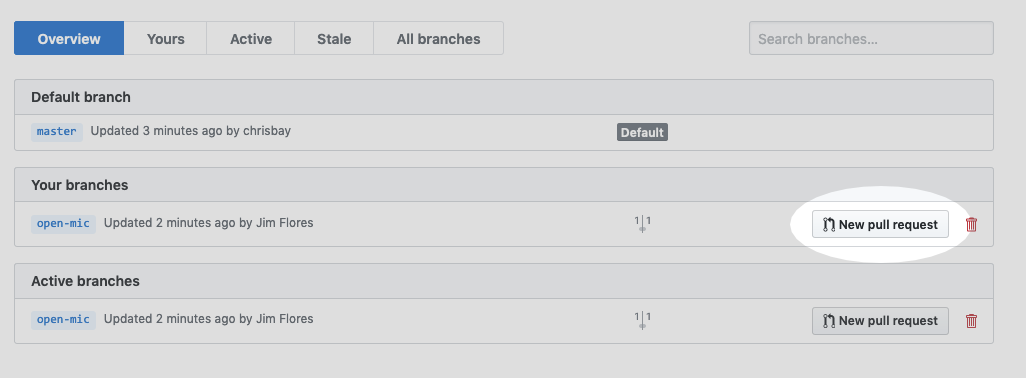 Overview Yours Active Stale All branches Search branches...
Default branch
master Updated 3 minutes ago by chrisbay Default
Your branches
open-mic Updated 2 minutes ago by Jim Flores 1 1 New pull request
Active branches
open-mic Updated 2 minutes ago by Jim Flores 1 1 New pull request